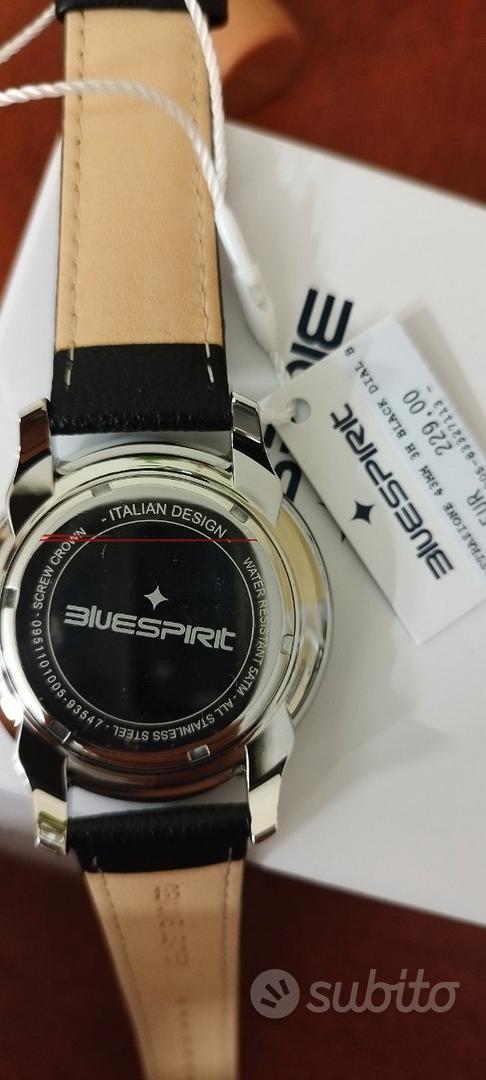 - ITALIAN DESIGN -
WATER RESISTANT 5ATM - ALL STAINLESS STEEL - 0951101005-93547 - SCREW CROWN
BLUESPIRIT
BLUESPIRIT
43MM 3H BLACK DIAL B
EUR 229.00
subito